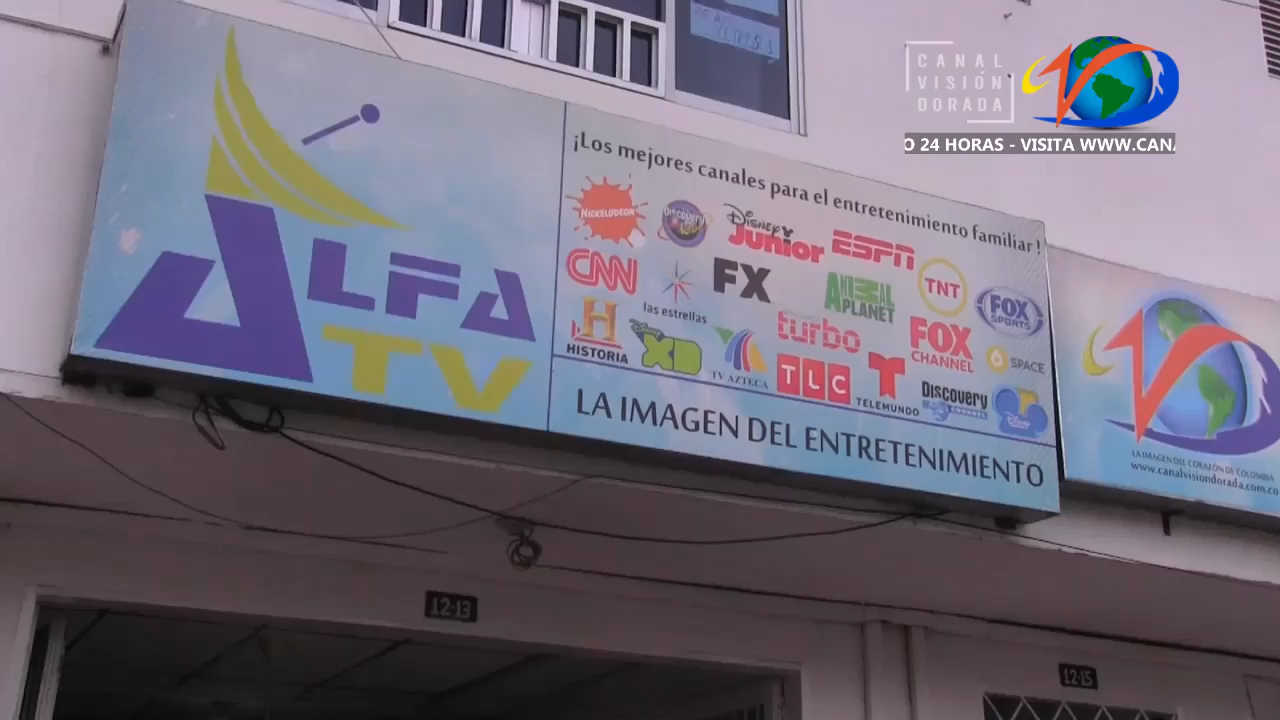 CANAL
VISIÓN
DORADA
O 24 HORAS - VISITA WWW.CANA
ALFA
TV
¡Los mejores canales para el entretenimiento familiar !
NICKELODEON
DISCOVERY KIDS
DISNEY Junior
ESPN
CNN
las estrellas
FX
ANIMAL PLANET
TNT
FOX SPORTS
HISTORIA
XD
TV AZTECA
turbo
TLC
TELEMUNDO
FOX CHANNEL
SPACE
Discovery CHANNEL
LA IMAGEN DEL ENTRETENIMIENTO
LA IMAGEN DEL CORAZÓN DE COLOMBIA
www.canalvisiondorada.com.co
12-13
12-15